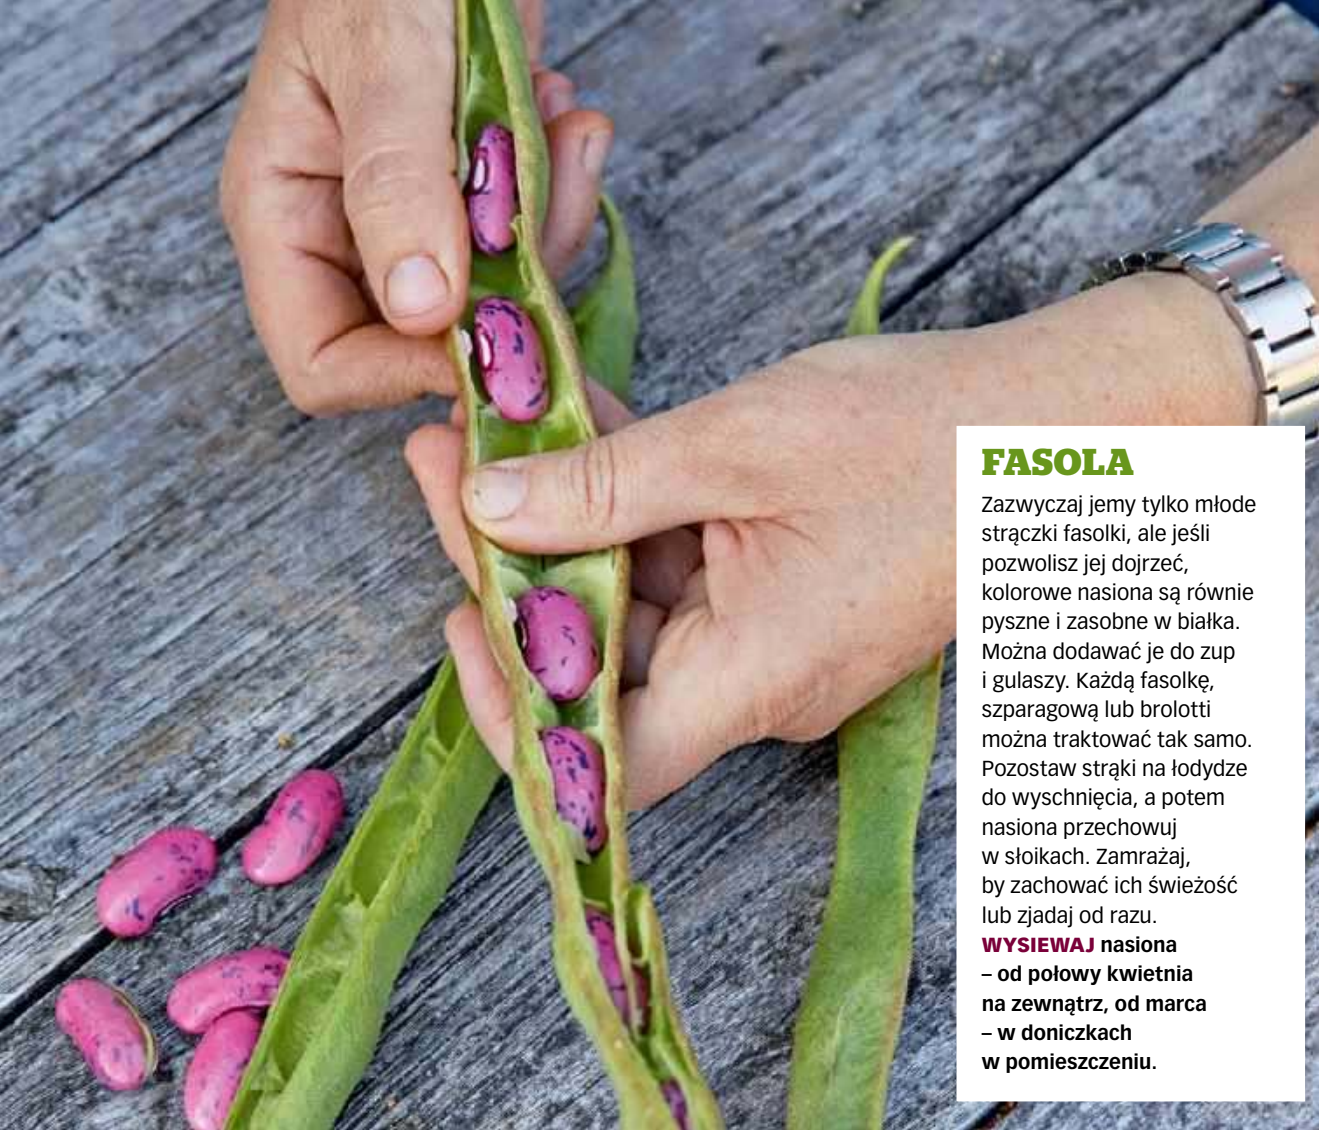 FASOLA
Zazwyczaj jemy tylko młode
strączki fasolki, ale jeśli
pozwolisz jej dojrzeć,
kolorowe nasiona są równie
pyszne i zasobne w białka.
Można dodawać je do zup
i gulaszy. Każdą fasolkę,
szparagową lub brolotti
można traktować tak samo.
Pozostaw strąki na łodydze
do wyschnięcia, a potem
nasiona przechowuj
w słoikach. Zamrażaj,
by zachować ich świeżość
lub zjadaj od razu.
WYSIEWAJ nasiona
– od połowy kwietnia
na zewnątrz, od marca
– w doniczkach
w pomieszczeniu.